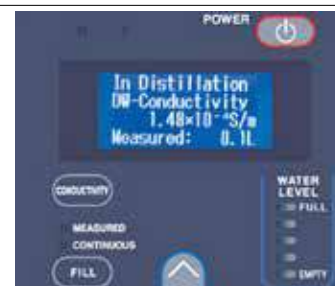 POWER
In Distillation
DW-Conductivity
1.48×10⁻⁴S/m
Measured: 0.1L
CONDUCTIVITY
WATER
LEVEL
FULL
MEASURED
CONTINUOUS
FILL
EMPTY